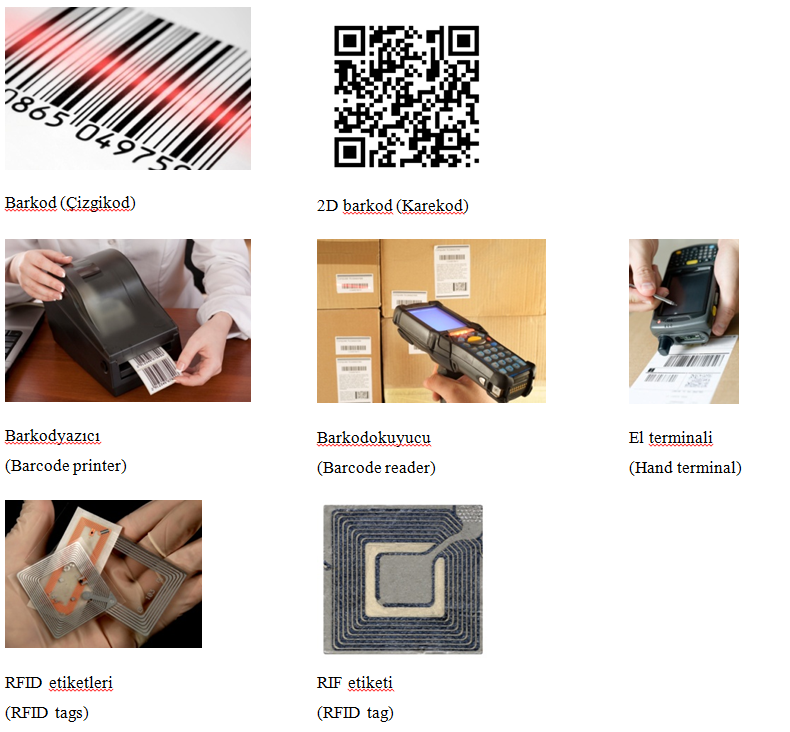 0865 04975
Barkod (Çizgikod)
2D barkod (Karekod)
Barkodyazıcı
(Barcode printer)
Barkodokuyucu
(Barcode reader)
El terminali
(Hand terminal)
RFID etiketleri
(RFID tags)
RIF etiketi
(RFID tag)